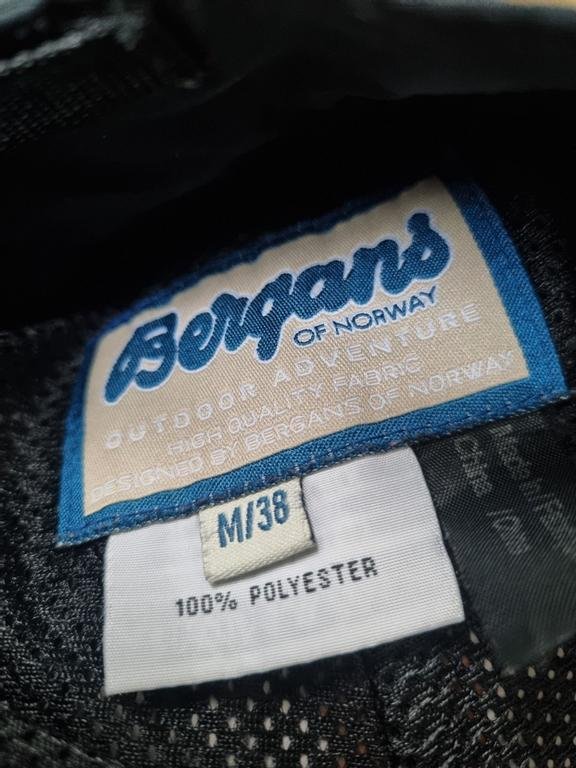 Bergans
OF NORWAY
OUTDOOR ADVENTURE
HIGH QUALITY FABRIC
DESIGNED BY BERGANS OF NORWAY
M/38
100% POLYESTER